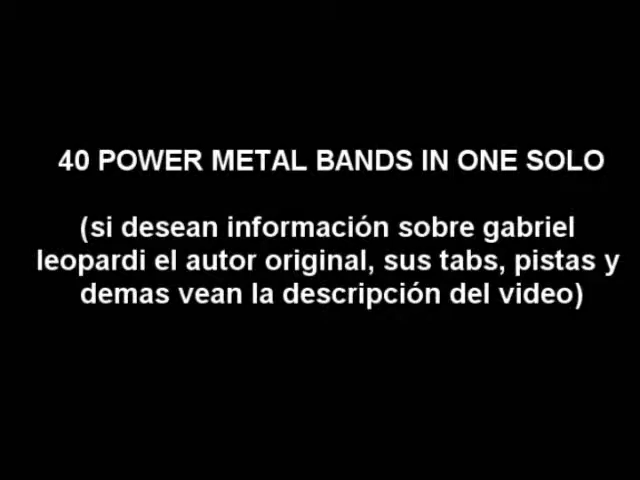 40 POWER METAL BANDS IN ONE SOLO
(si desean información sobre gabriel
leopardi el autor original, sus tabs, pistas y
demas vean la descripción del video)